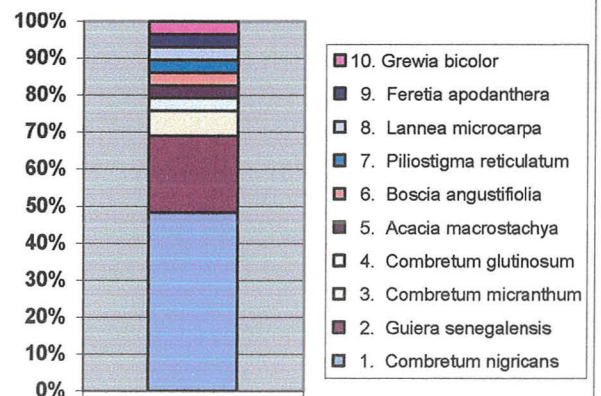 100%
90%
80%
70%
60%
50%
40%
30%
20%
10%
0%
10. Grewia bicolor
9. Feretia apodanthera
8. Lannea microcarpa
7. Piliostigma reticulatum
6. Boscia angustifiolia
5. Acacia macrostachya
4. Combretum glutinosum
3. Combretum micranthum
2. Guiera senegalensis
1. Combretum nigricans